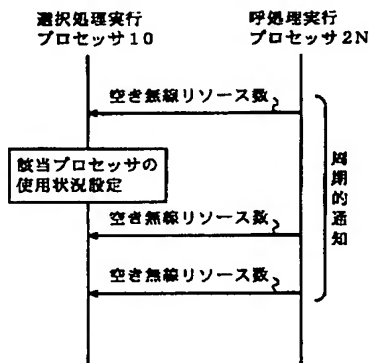 選択処理実行
プロセッサ10
呼処理実行
プロセッサ2N
空き無線リソース数
該当プロセッサの
使用状況設定
空き無線リソース数
空き無線リソース数
周期的通知